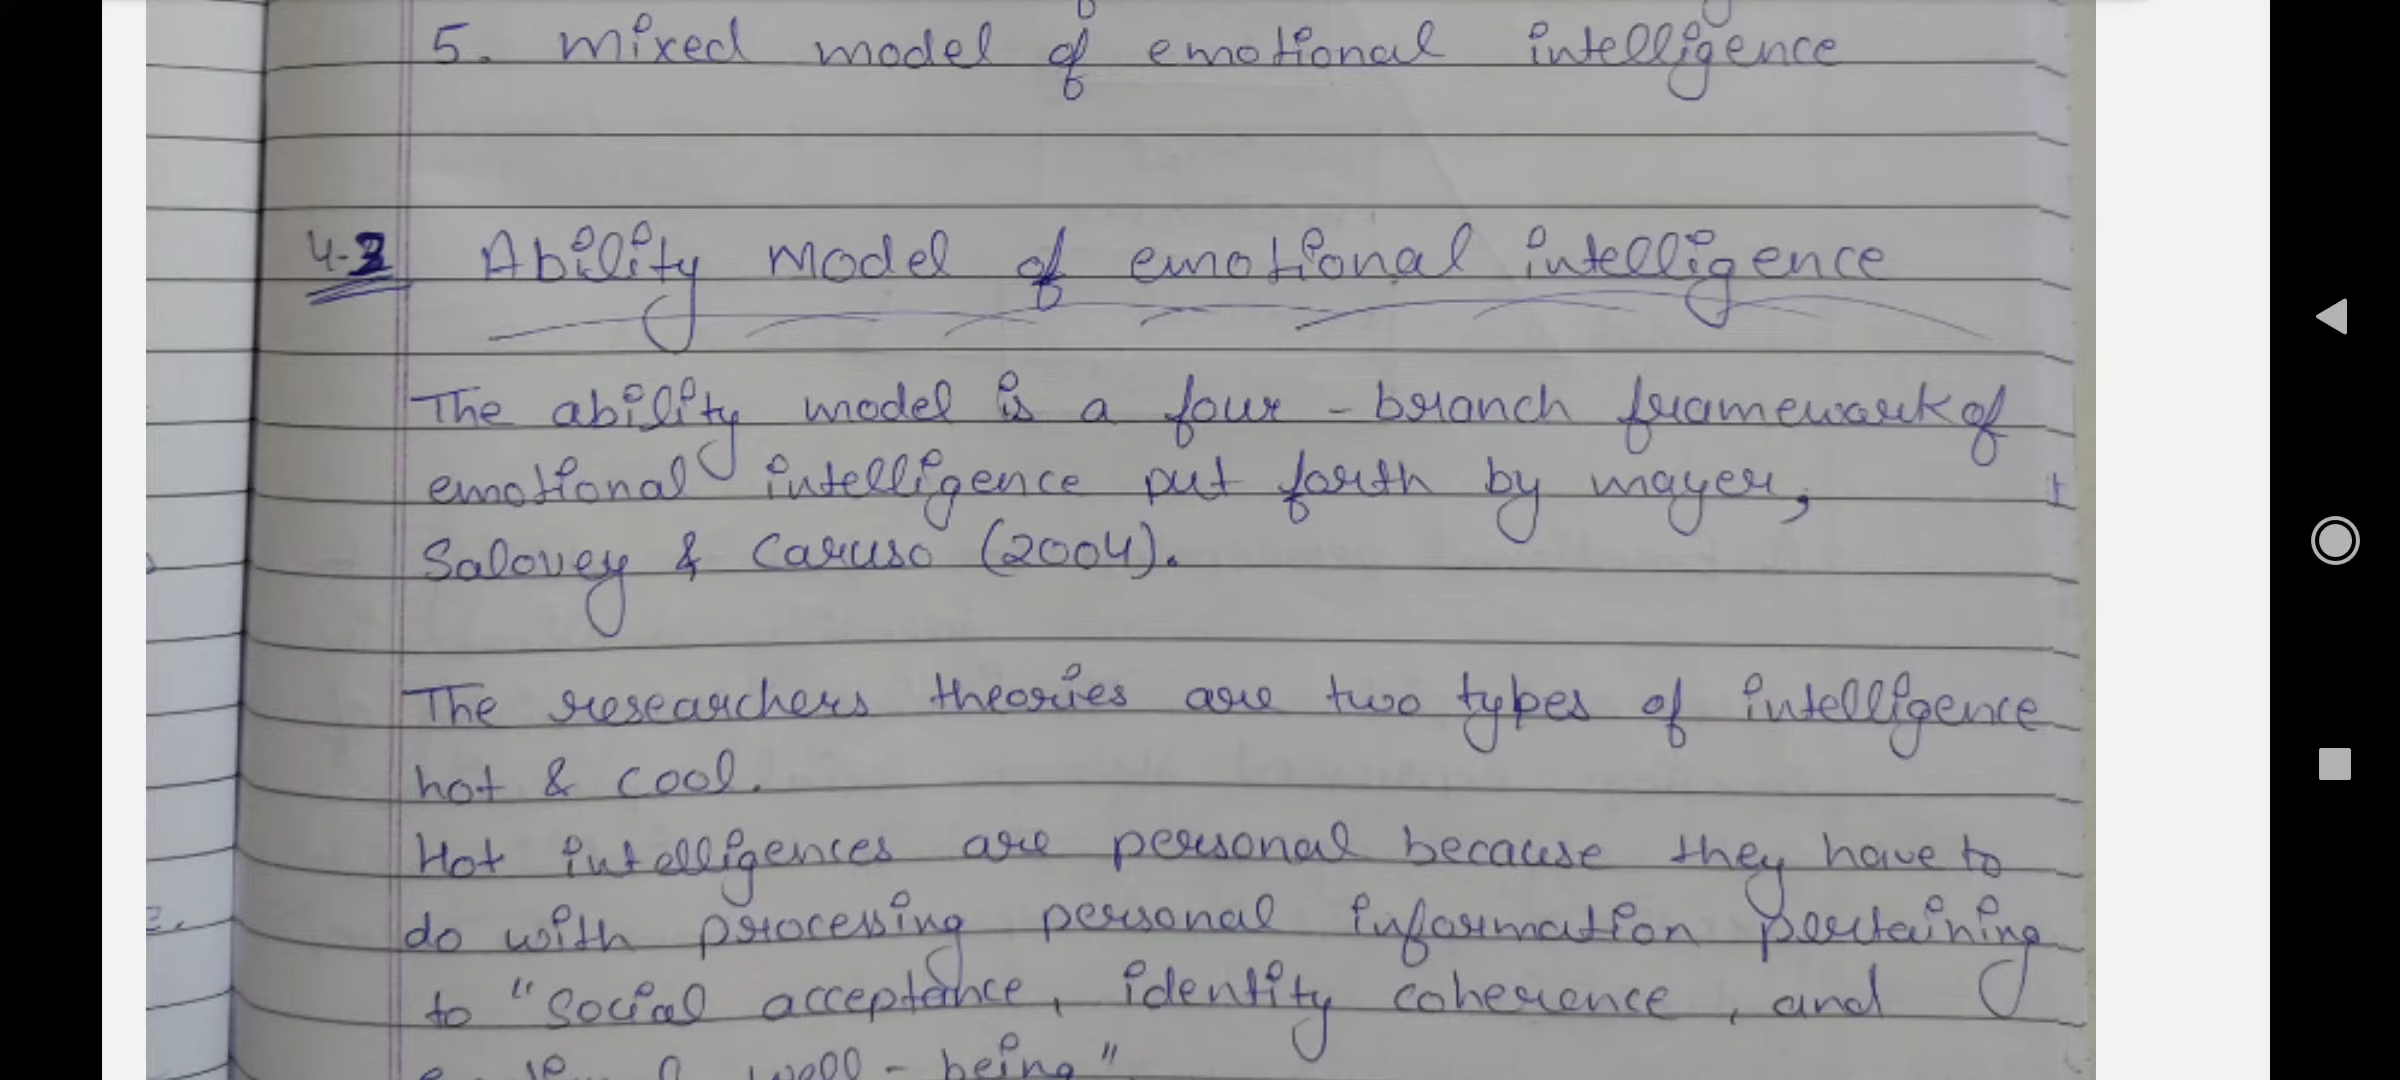 5. mixed model of emotional intelligence
4.3 Ability Model of emotional intelligence
The ability model is a four-branch framework of
emotional intelligence put forth by mayer,
Salovey & Caruso (2004).
The researchers theories are two types of intelligence
hot & cool.
Hot intelligences are personal because they have to
do with processing personal information pertaining
to "social acceptance, identity coherence, and
well-being"